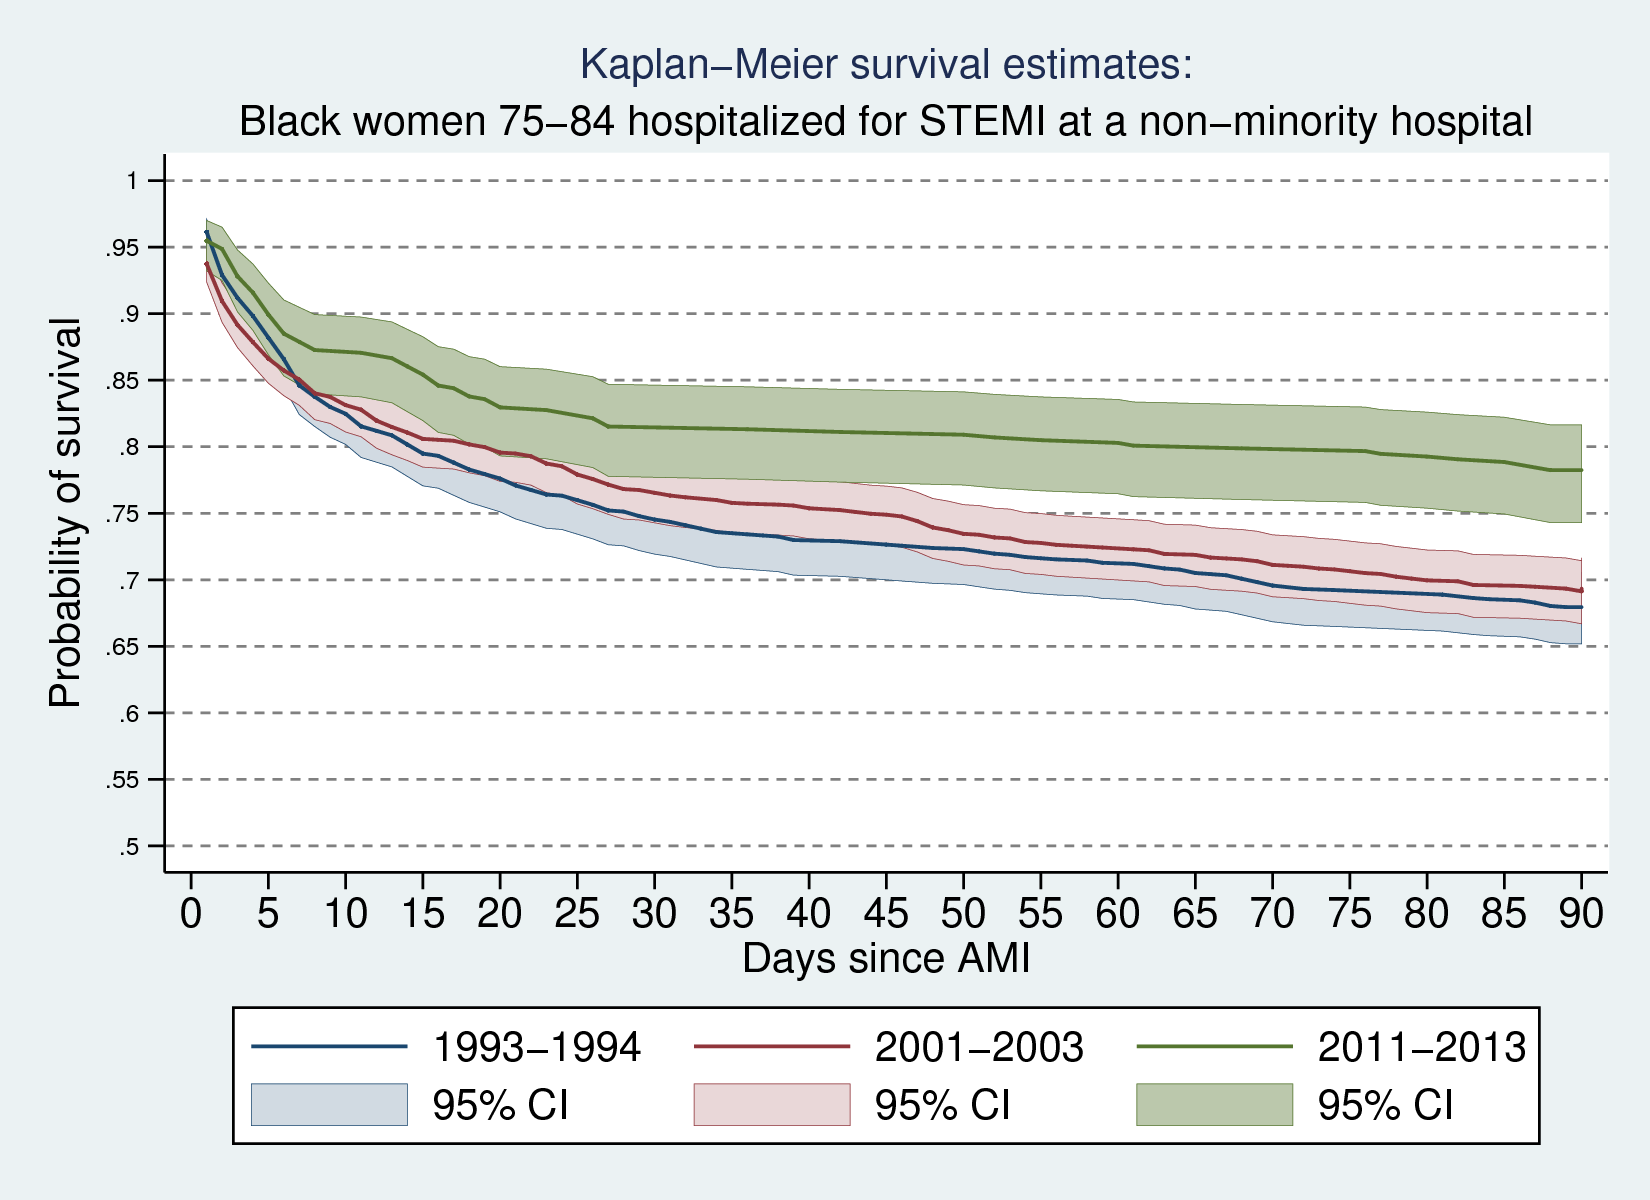 Kaplan−Meier survival estimates:
Black women 75−84 hospitalized for STEMI at a non−minority hospital
Probability of survival
1
.95
.9
.85
.8
.75
.7
.65
.6
.55
.5
0 5 10 15 20 25 30 35 40 45 50 55 60 65 70 75 80 85 90
Days since AMI
1993−1994 2001−2003 2011−2013
95% CI 95% CI 95% CI